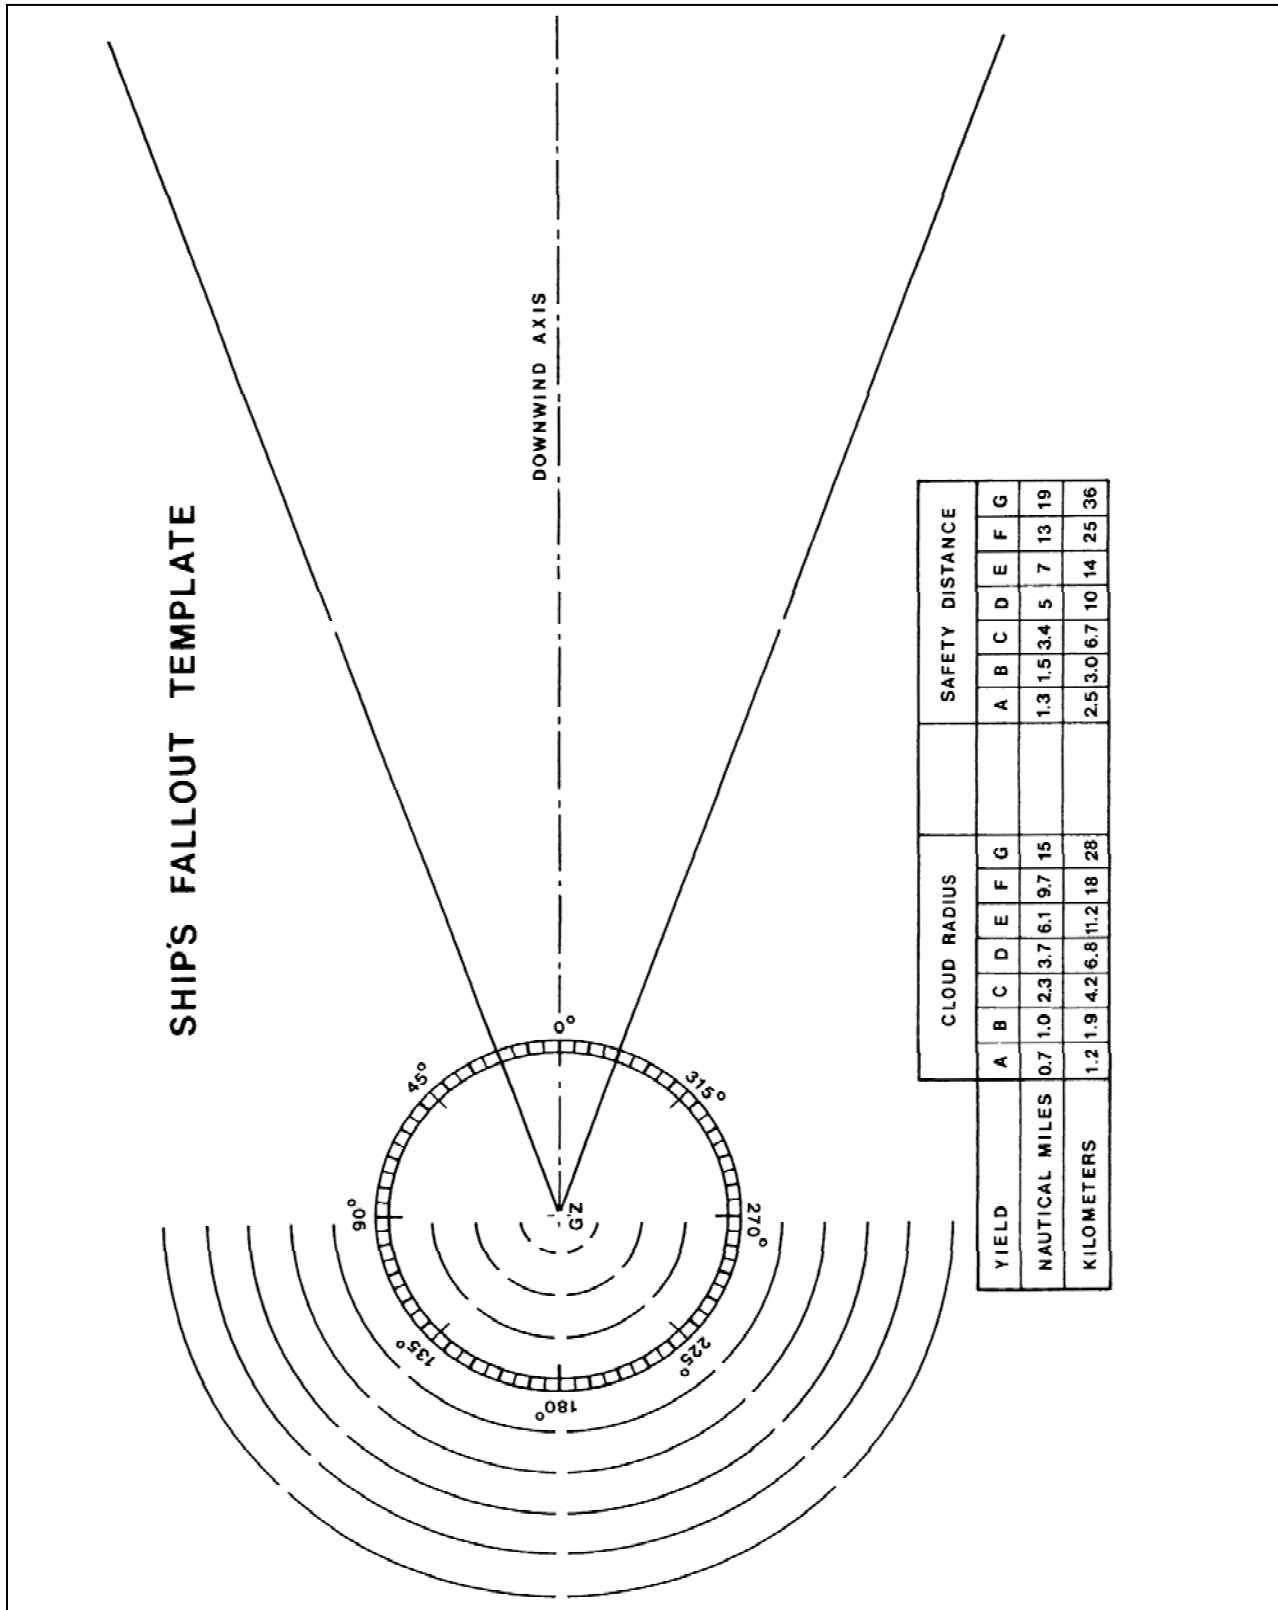 SHIP'S FALLOUT TEMPLATE
DOWNWIND AXIS
0°
45°
90°
135°
180°
225°
270°
315°
GZ
CLOUD RADIUS SAFETY DISTANCE
YIELD A B C D E F G A B C D E F G
NAUTICAL MILES 0.7 1.0 2.3 3.7 6.1 9.7 15 1.3 1.5 3.4 5 7 13 19
KILOMETERS 1.2 1.9 4.2 6.8 11.2 18 28 2.5 3.0 6.7 10 14 25 36